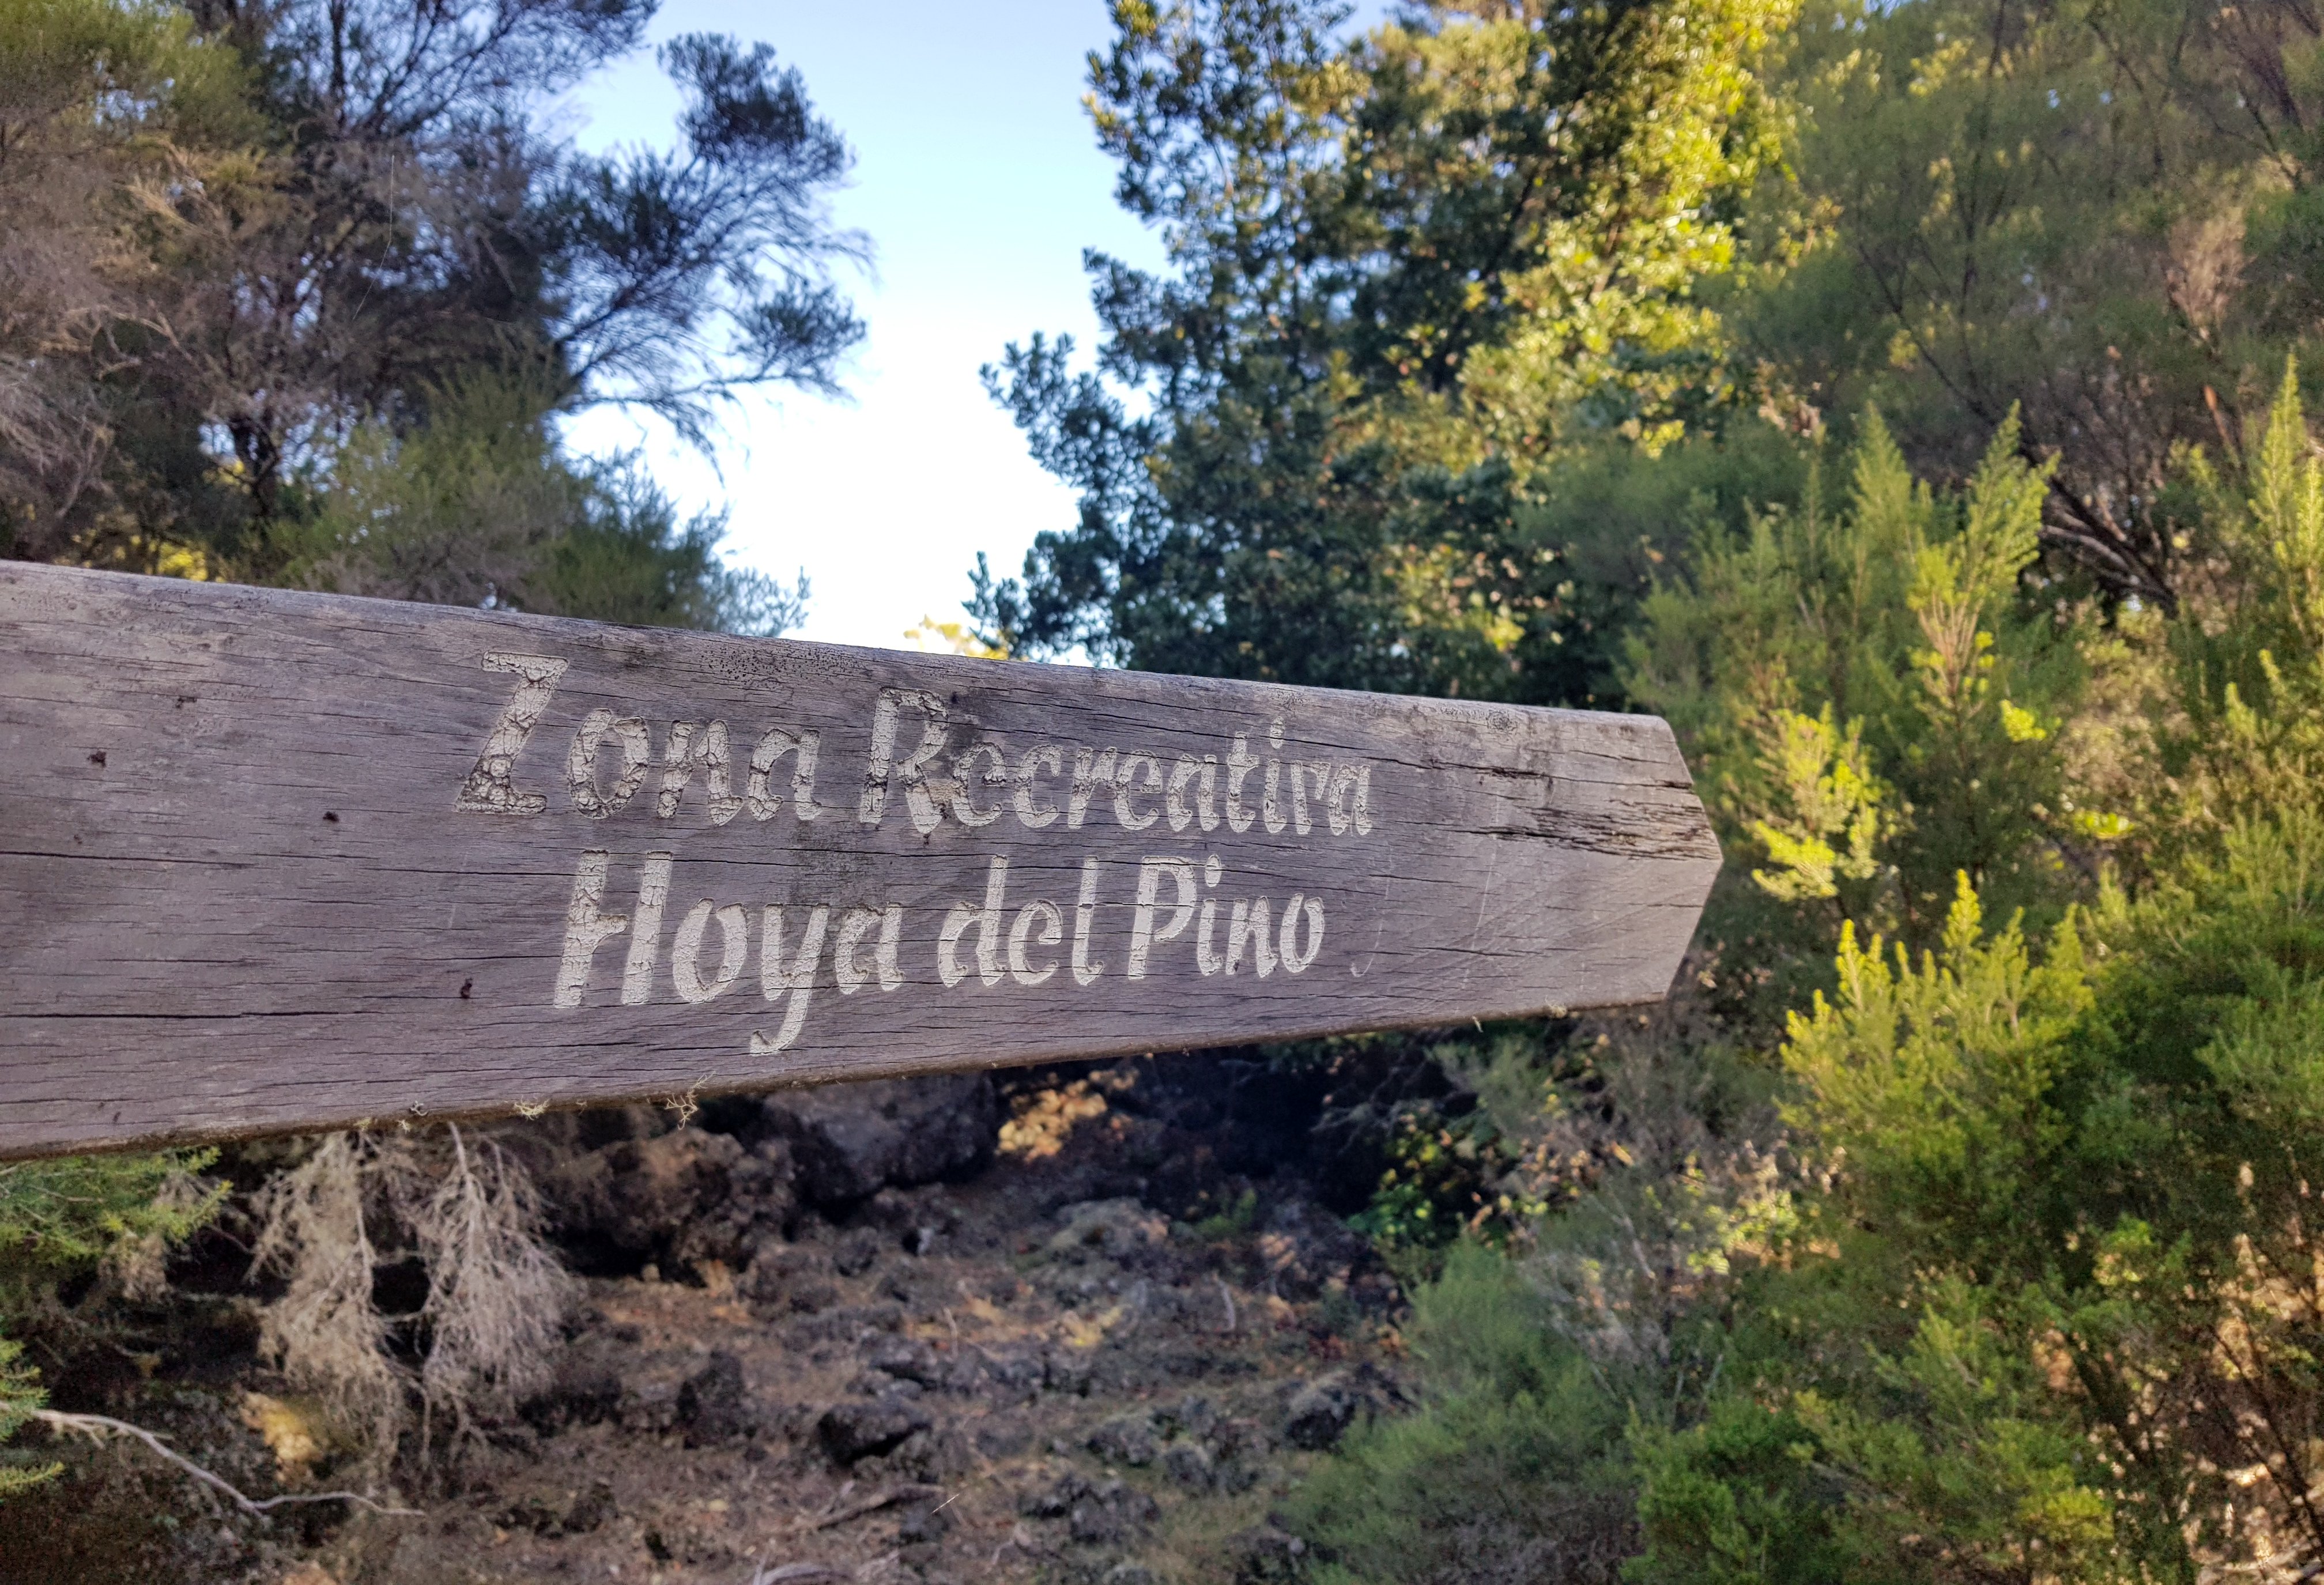 Zona Recreativa
Hoya del Pino